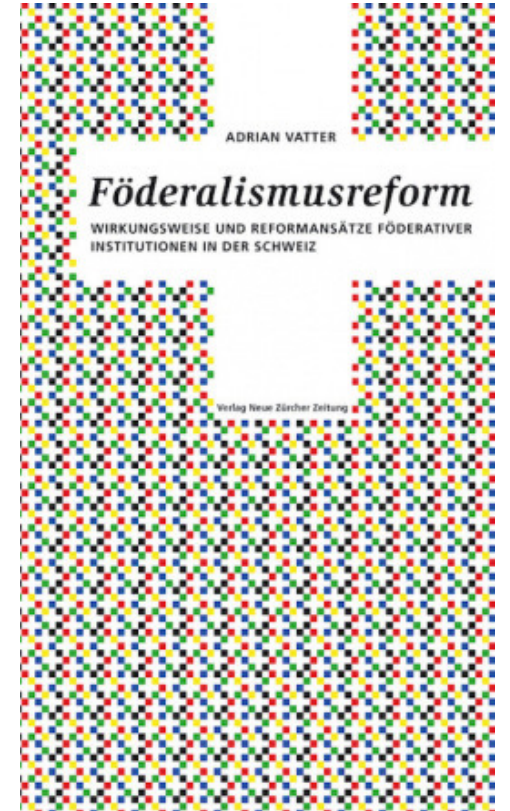 ADRIAN VATTER
Föderalismusreform
WIRKUNGSWEISE UND REFORMANSÄTZE FÖDERATIVER
INSTITUTIONEN IN DER SCHWEIZ
Verlag Neue Zürcher Zeitung